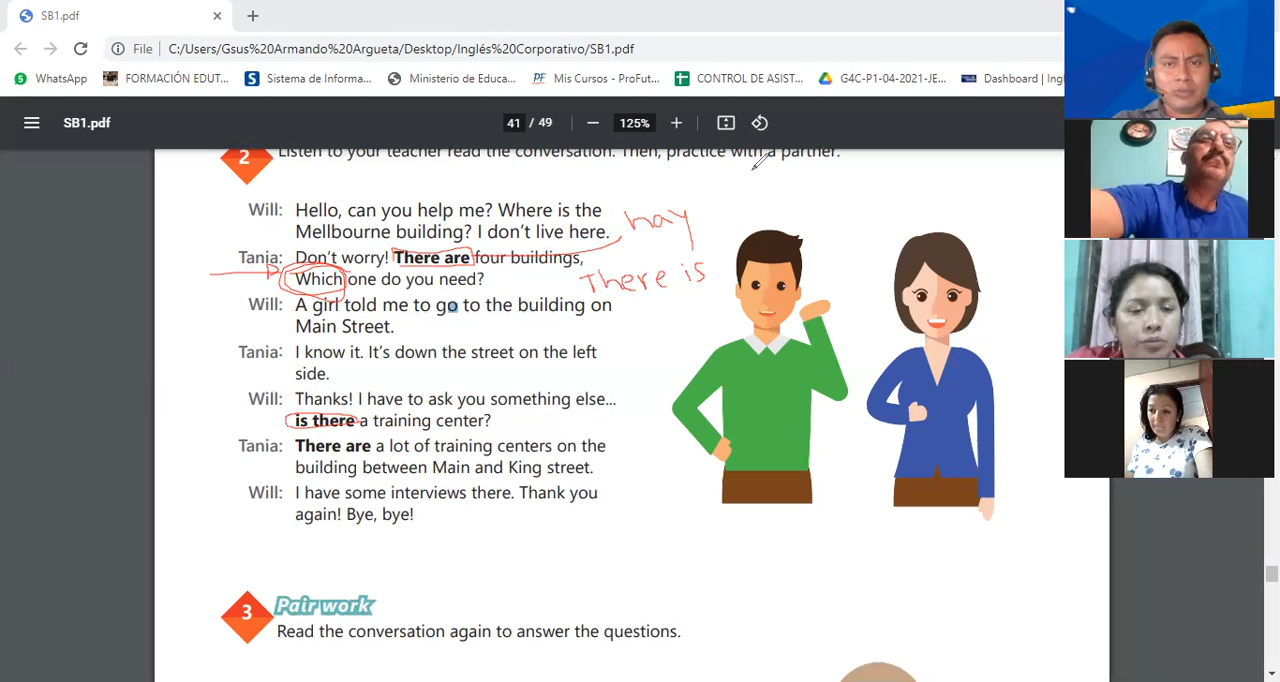 SB1.pdf
File | C:/Users/Gsus%20Armando%20Argueta/Desktop/Inglés%20Corporativo/SB1.pdf
WhatsApp FORMACIÓN EDUT... Sistema de Informa... Ministerio de Educa... PF Mis Cursos • ProFut... CONTROL DE ASIST... G4C-P1-04-2021-JE... Dashboard | Ingl
SB1.pdf 41 / 49 125%
2 Listen to your teacher read the conversation. Then, practice with a partner.
Will: Hello, can you help me? Where is the
Mellbourne building? I don't live here.
hay
Tania: Don't worry! There are four buildings,
Which one do you need?
There is
Will: A girl told me to go to the building on
Main Street.
Tania: I know it. It's down the street on the left
side.
Will: Thanks! I have to ask you something else...
is there a training center?
Tania: There are a lot of training centers on the
building between Main and King street.
Will: I have some interviews there. Thank you
again! Bye, bye!
3 Pair work
Read the conversation again to answer the questions.